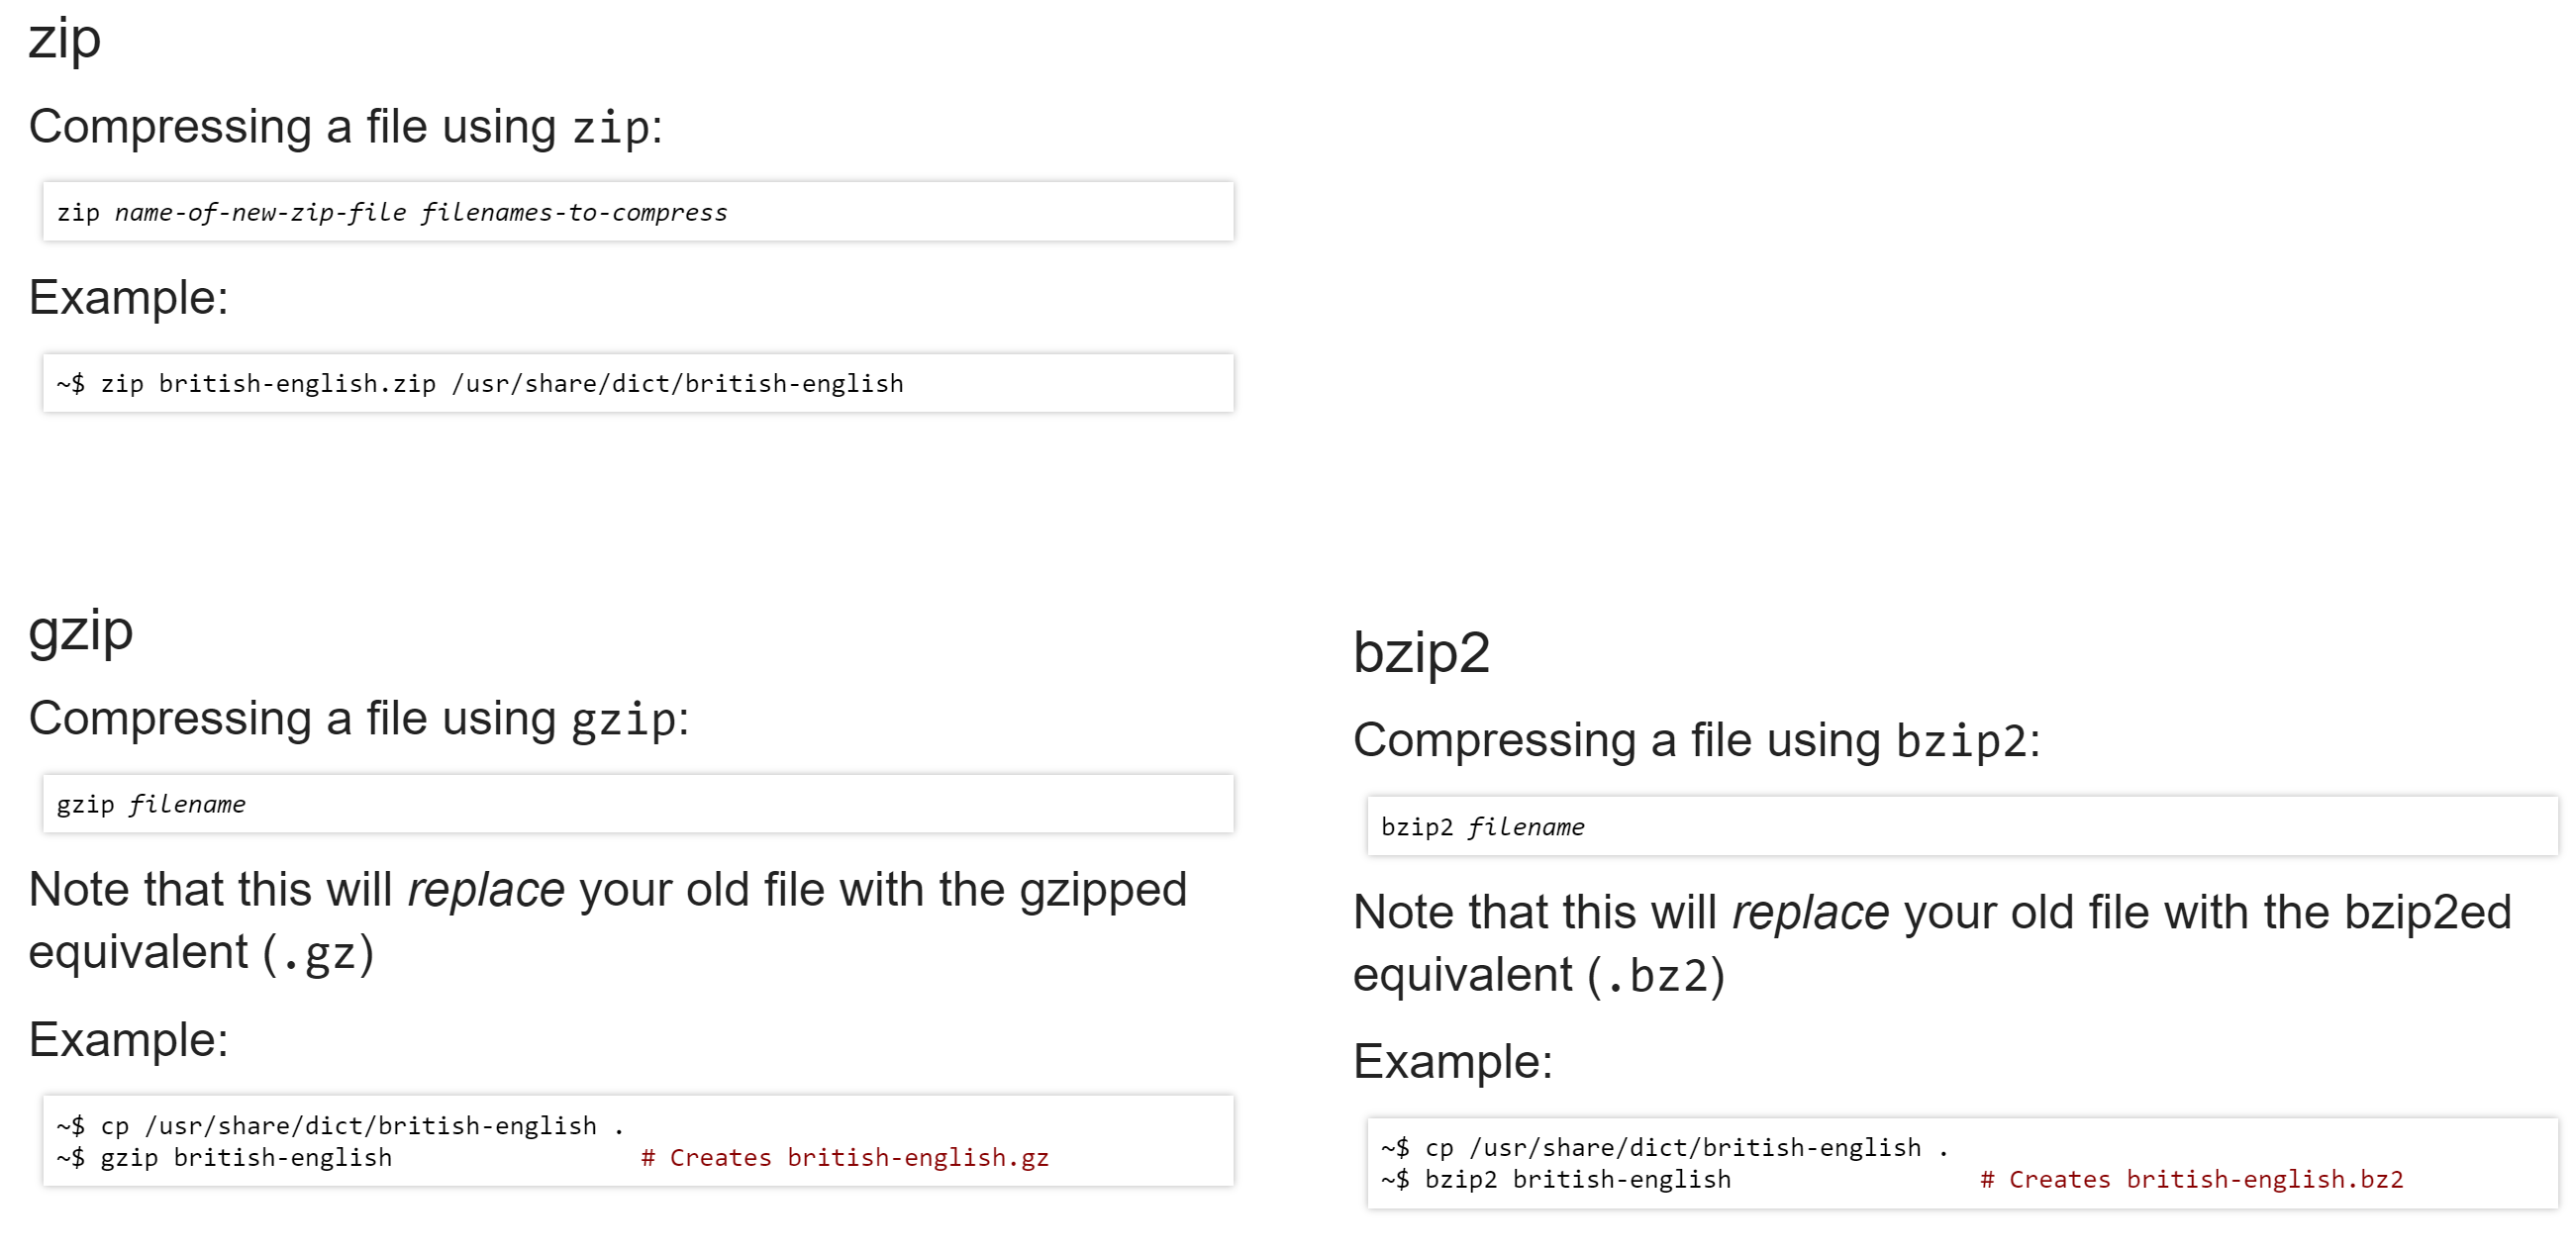 zip
Compressing a file using zip:
zip name-of-new-zip-file filenames-to-compress
Example:
~$ zip british-english.zip /usr/share/dict/british-english
gzip
Compressing a file using gzip:
gzip filename
Note that this will replace your old file with the gzipped
equivalent (.gz)
Example:
~$ cp /usr/share/dict/british-english .
~$ gzip british-english # Creates british-english.gz
bzip2
Compressing a file using bzip2:
bzip2 filename
Note that this will replace your old file with the bzip2ed
equivalent (.bz2)
Example:
~$ cp /usr/share/dict/british-english .
~$ bzip2 british-english # Creates british-english.bz2